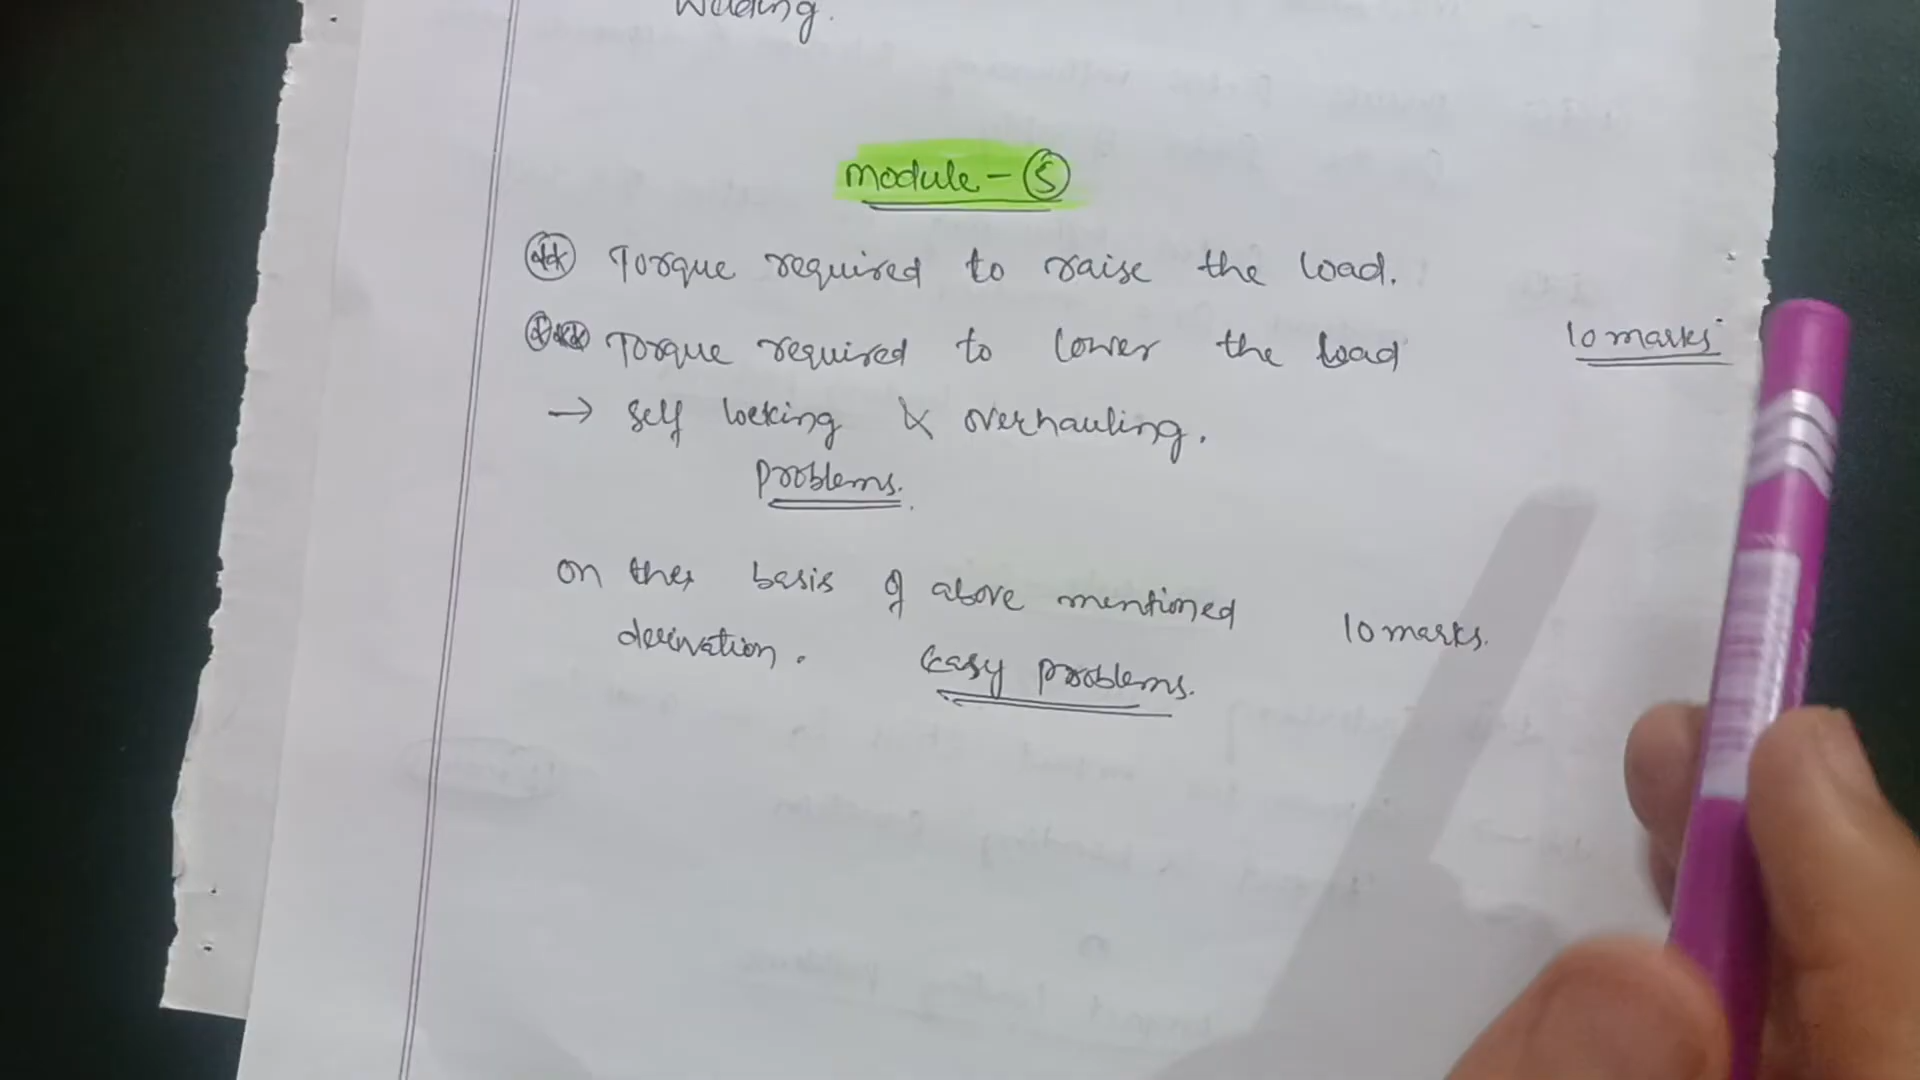 Welding.
Module - 5
Torque required to raise the load.
Torque required to lower the load 10 marks
→ Self locking & overhauling.
Problems.
on the basis of above mentioned 10 marks.
derivation. Easy problems.